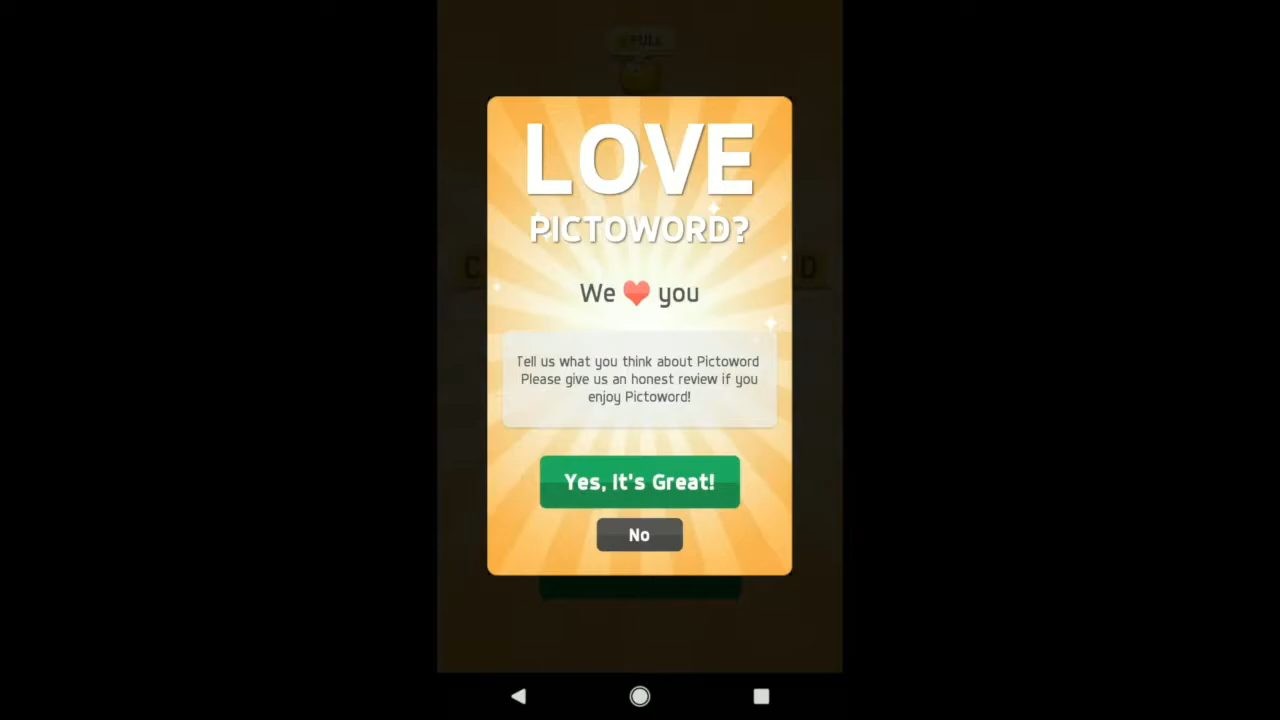 FULL
LOVE
PICTOWORD?
We ❤ you
Tell us what you think about Pictoword
Please give us an honest review if you
enjoy Pictoword!
Yes, It's Great!
No